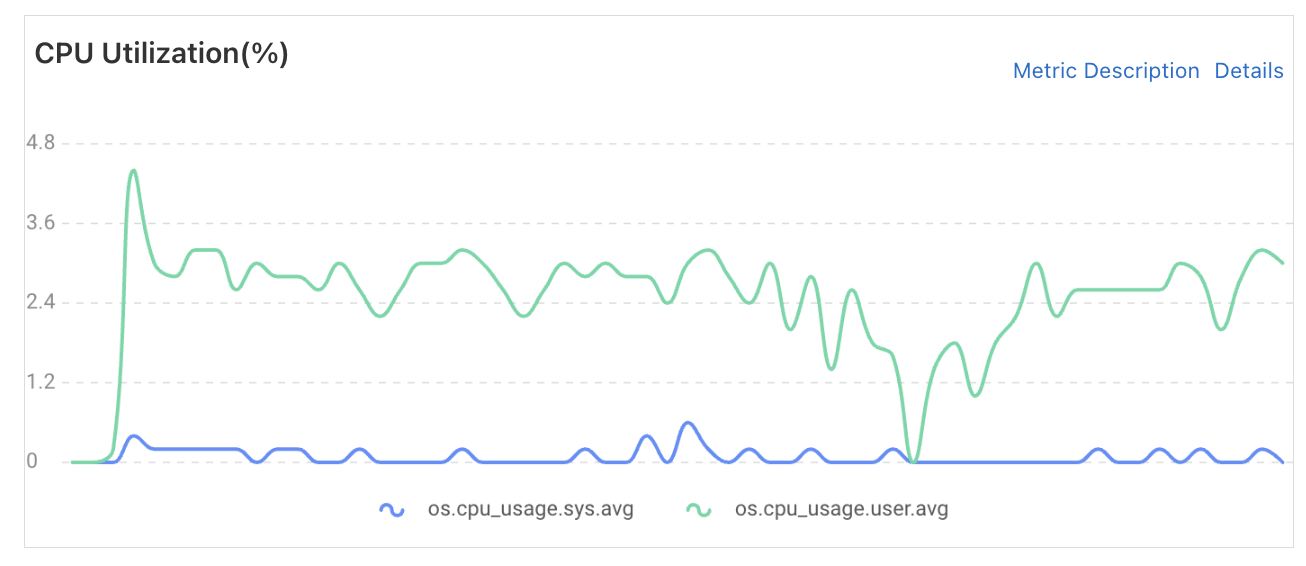 CPU Utilization(%)
Metric Description Details
4.8
3.6
2.4
1.2
0
os.cpu_usage.sys.avg os.cpu_usage.user.avg